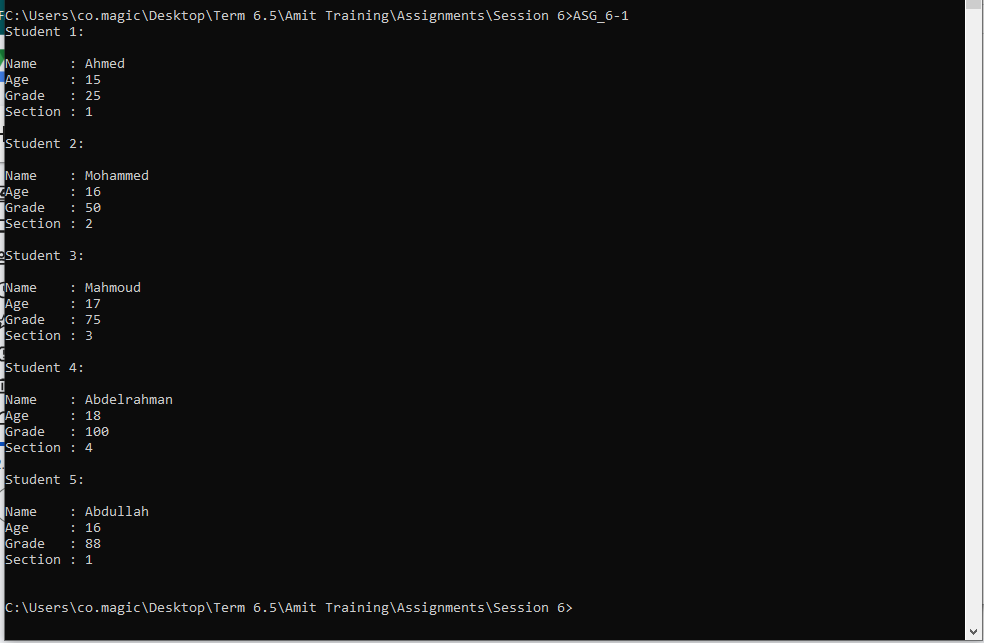 C:\Users\co.magic\Desktop\Term 6.5\Amit Training\Assignments\Session 6>ASG_6-1
Student 1:
Name    : Ahmed
Age     : 15
Grade   : 25
Section : 1
Student 2:
Name    : Mohammed
Age     : 16
Grade   : 50
Section : 2
Student 3:
Name    : Mahmoud
Age     : 17
Grade   : 75
Section : 3
Student 4:
Name    : Abdelrahman
Age     : 18
Grade   : 100
Section : 4
Student 5:
Name    : Abdullah
Age     : 16
Grade   : 88
Section : 1
C:\Users\co.magic\Desktop\Term 6.5\Amit Training\Assignments\Session 6>